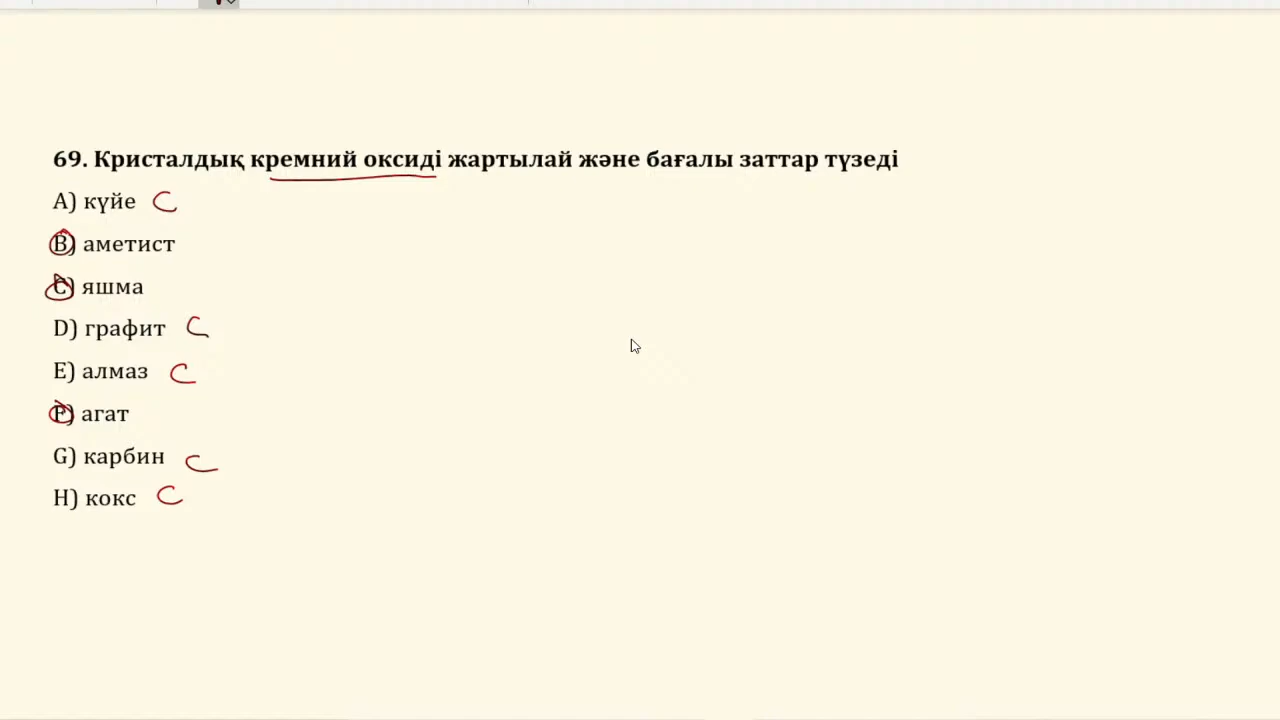 69. Кристалдық кремний оксиді жартылай және бағалы заттар түзеді
A) күйе C
B) аметист
C) яшма
D) графит C
E) алмаз C
F) агат
G) карбин C
H) кокс C